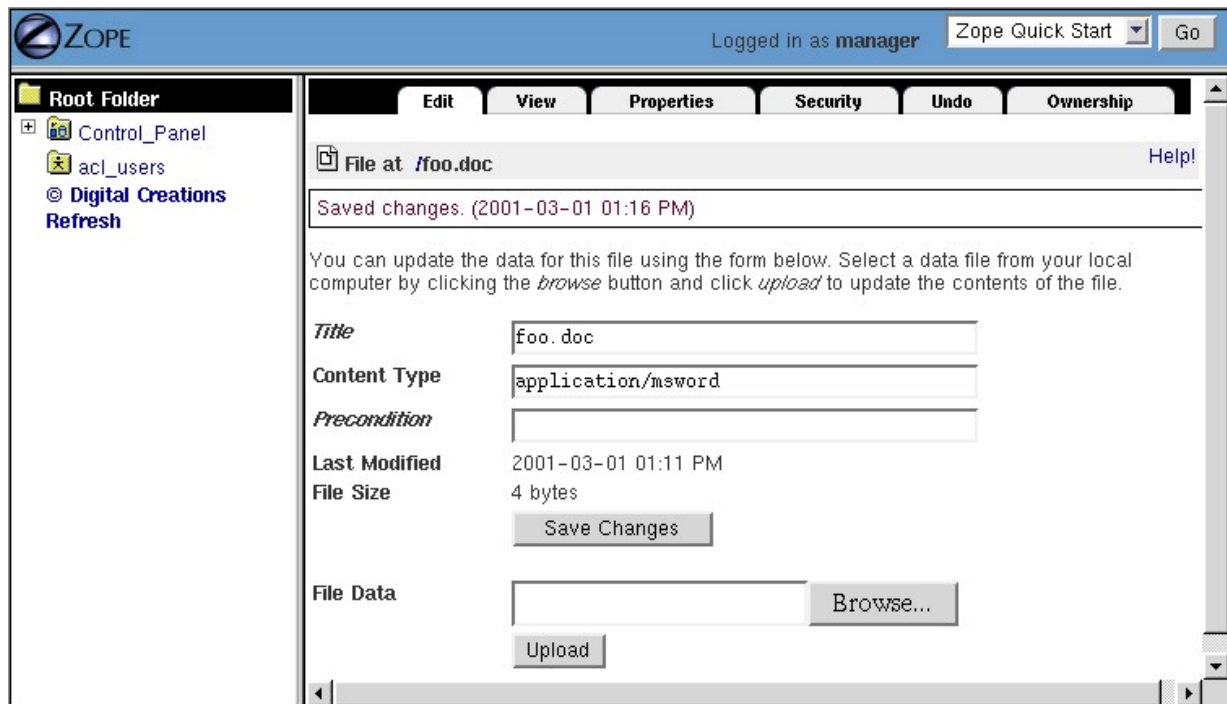 ZOPE
Logged in as manager
Zope Quick Start
Go
Root Folder
Control_Panel
acl_users
© Digital Creations
Refresh
Edit
View
Properties
Security
Undo
Ownership
File at /foo.doc
Help!
Saved changes. (2001-03-01 01:16 PM)
You can update the data for this file using the form below. Select a data file from your local
computer by clicking the browse button and click upload to update the contents of the file.
Title
foo.doc
Content Type
application/msword
Precondition
Last Modified
2001-03-01 01:11 PM
File Size
4 bytes
Save Changes
File Data
Browse...
Upload